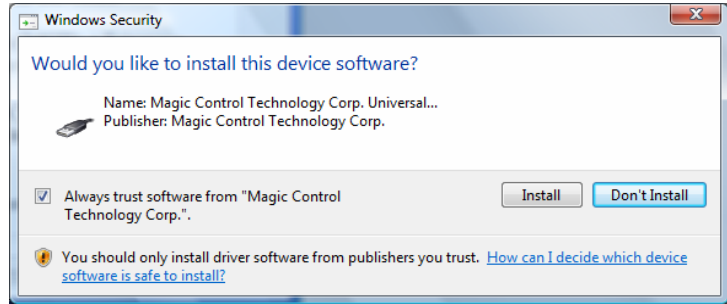 Windows Security
Would you like to install this device software?
Name: Magic Control Technology Corp. Universal...
Publisher: Magic Control Technology Corp.
Always trust software from "Magic Control
Technology Corp.".
Install
Don't Install
You should only install driver software from publishers you trust. How can I decide which device
software is safe to install?